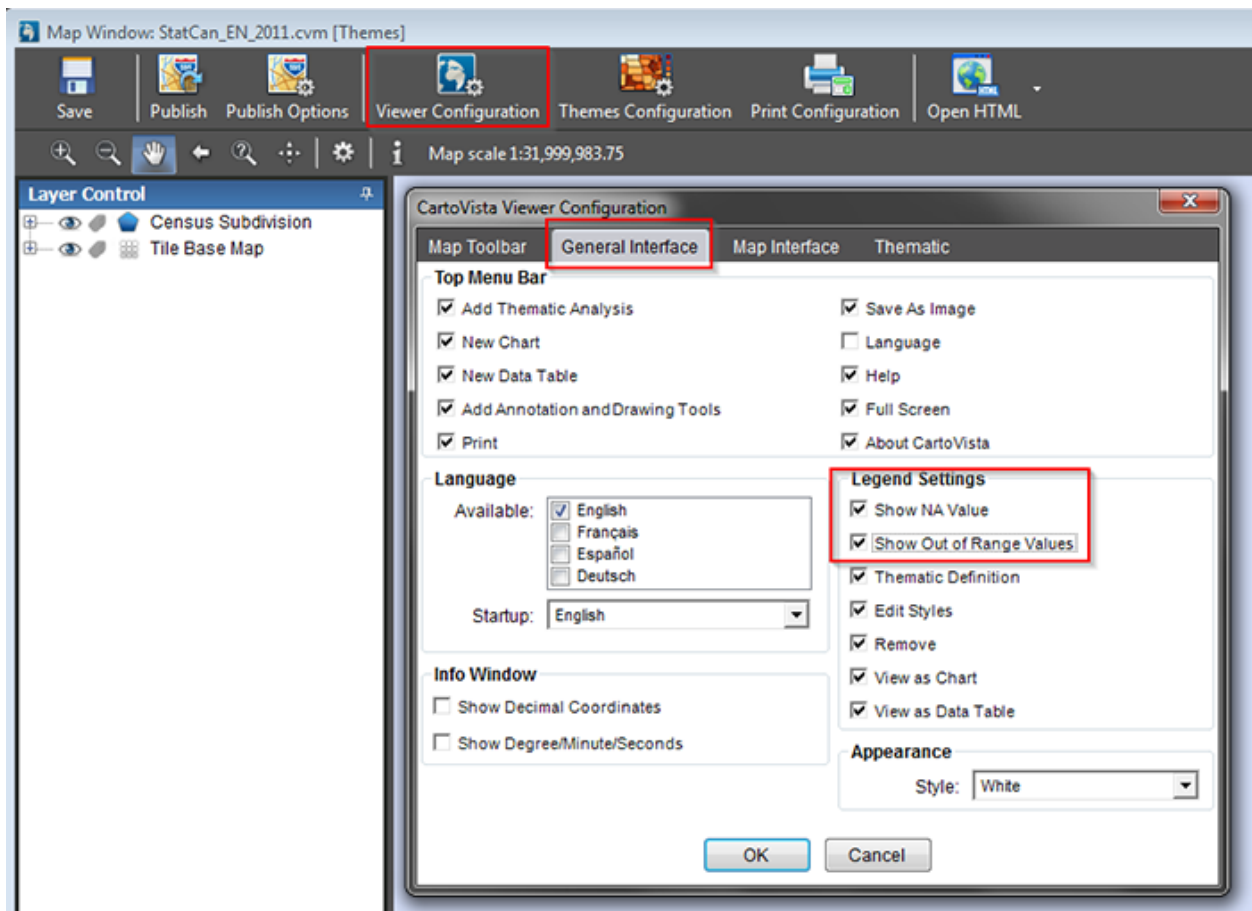 Map Window: StatCan_EN_2011.cvm [Themes]
Save
Publish
Publish Options
Viewer Configuration
Themes Configuration
Print Configuration
HTML
Open HTML
Map scale 1:31,999,983.75
Layer Control
Census Subdivision
Tile Base Map
CartoVista Viewer Configuration
Map Toolbar
General Interface
Map Interface
Thematic
Top Menu Bar
Add Thematic Analysis
Save As Image
New Chart
Language
New Data Table
Help
Add Annotation and Drawing Tools
Full Screen
Print
About CartoVista
Language
Available:
English
Français
Español
Deutsch
Startup:
English
Info Window
Show Decimal Coordinates
Show Degree/Minute/Seconds
Legend Settings
Show NA Value
Show Out of Range Values
Thematic Definition
Edit Styles
Remove
View as Chart
View as Data Table
Appearance
Style:
White
OK
Cancel